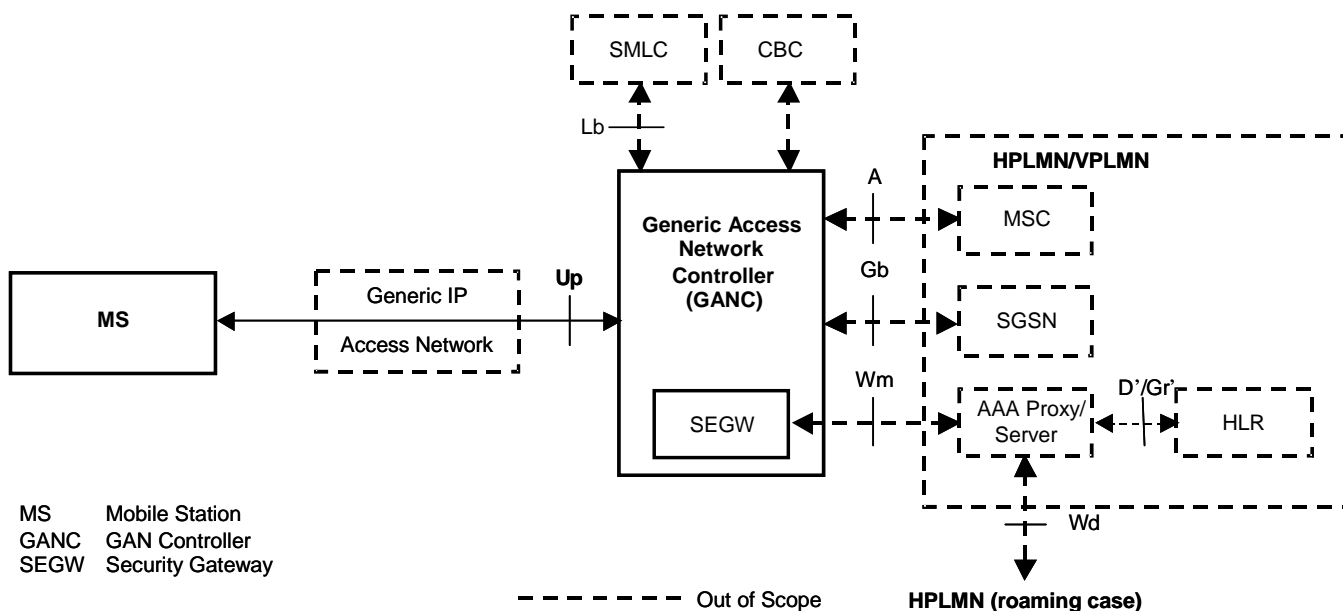 SMLC
CBC
Lb
HPLMN/VPLMN
A
MSC
Generic Access
Network
Controller
(GANC)
Gb
Up
Generic IP
Access Network
MS
SGSN
Wm
D'/Gr'
SEGW
AAA Proxy/
Server
HLR
MS Mobile Station
GANC GAN Controller
SEGW Security Gateway
Wd
Out of Scope
HPLMN (roaming case)